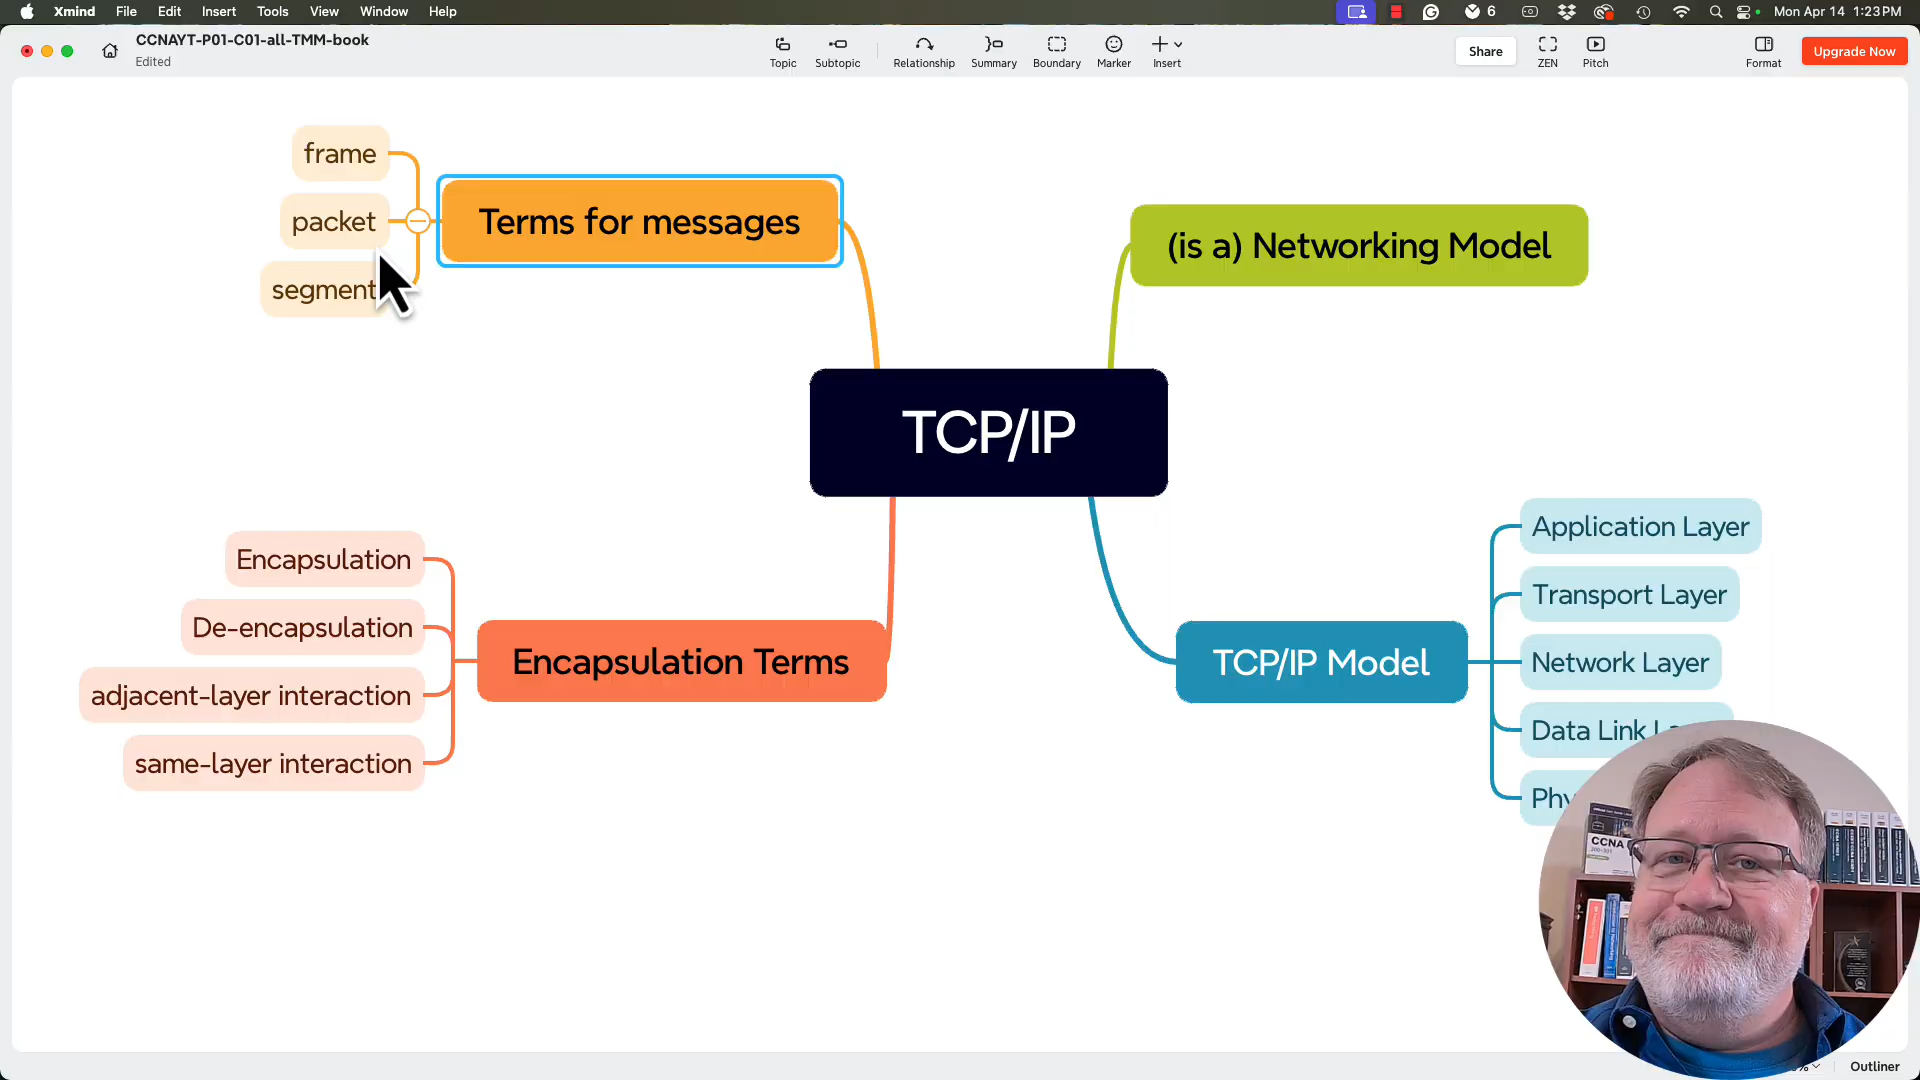 Xmind File Edit Insert Tools View Window Help
6 Mon Apr 14 1:23 PM
CCNAYT-P01-C01-all-TMM-book
Edited
Topic Subtopic Relationship Summary Boundary Marker Insert
Share ZEN Pitch Format Upgrade Now
frame
packet
segment
Terms for messages
(is a) Networking Model
TCP/IP
Encapsulation
De-encapsulation
adjacent-layer interaction
same-layer interaction
Encapsulation Terms
TCP/IP Model
Application Layer
Transport Layer
Network Layer
Data Link
CCNA
Outliner